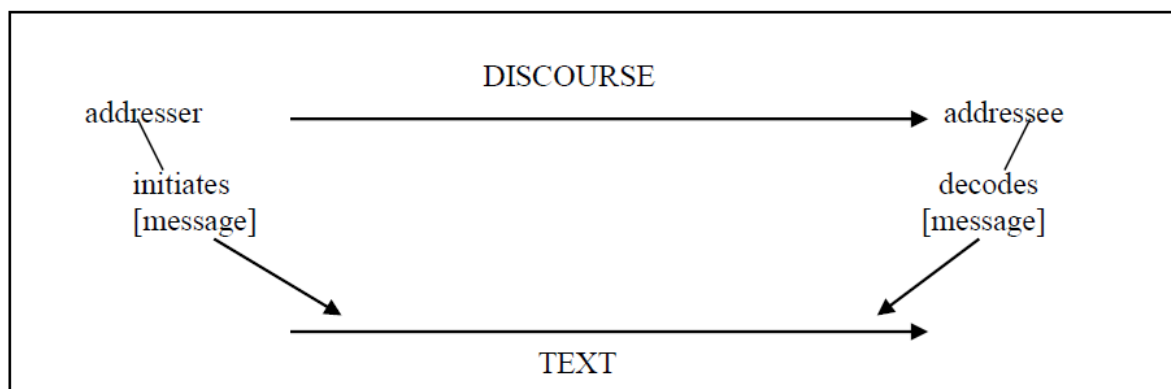 DISCOURSE
addresser addressee
initiates decodes
[message] [message]
TEXT